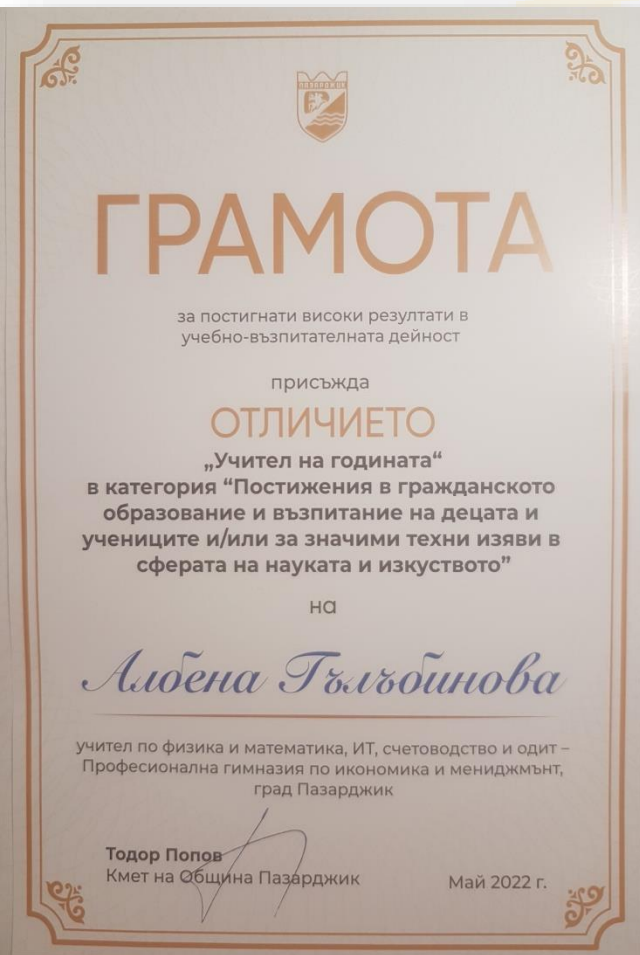 ПАЗАРДЖИК
ГРАМОТА
за постигнати високи резултати в
учебно-възпитателната дейност
присъжда
ОТЛИЧИЕТО
„Учител на годината“
в категория “Постижения в гражданското
образование и възпитание на децата и
учениците и/или за значими техни изяви в
сферата на науката и изкуството”
на
Албена Гълъбинова
учител по физика и математика, ИТ, счетоводство и одит –
Професионална гимназия по икономика и мениджмънт,
град Пазарджик
Тодор Попов
Кмет на Община Пазарджик
Май 2022 г.